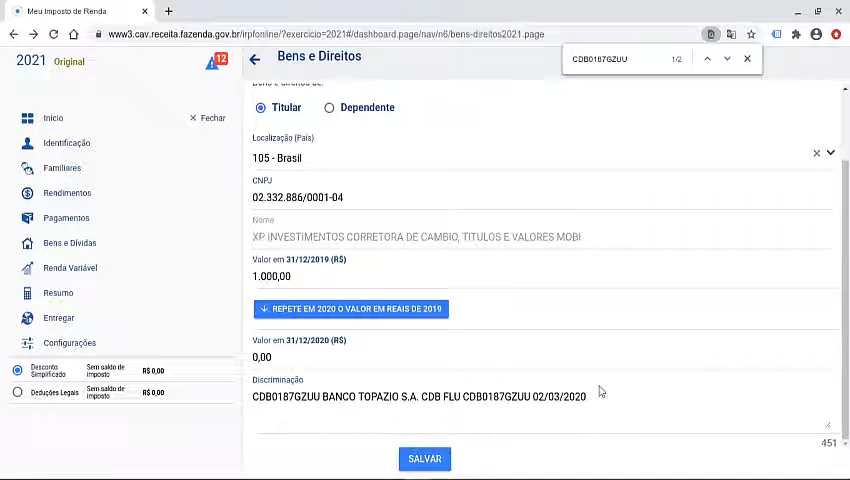 Meu Imposto de Renda
www3.cav.receita.fazenda.gov.br/irpfonline/?exercicio=2021#/dashboard.page/nav/n6/bens-direitos2021.page
CDB0187GZUU 1/2
2021 Original 12
Bens e Direitos
Bens e direitos de:
Titular Dependente
Início Fechar
Identificação
Familiares
Rendimentos
Pagamentos
Bens e Dívidas
Renda Variável
Resumo
Entregar
Configurações
Desconto Simplificado Sem saldo de imposto R$ 0,00
Deduções Legais Sem saldo de imposto R$ 0,00
Localização (País)
105 - Brasil
CNPJ
02.332.886/0001-04
Nome
XP INVESTIMENTOS CORRETORA DE CAMBIO, TITULOS E VALORES MOBI
Valor em 31/12/2019 (R$)
1.000,00
REPETE EM 2020 O VALOR EM REAIS DE 2019
Valor em 31/12/2020 (R$)
0,00
Discriminação
CDB0187GZUU BANCO TOPAZIO S.A. CDB FLU CDB0187GZUU 02/03/2020
451
SALVAR